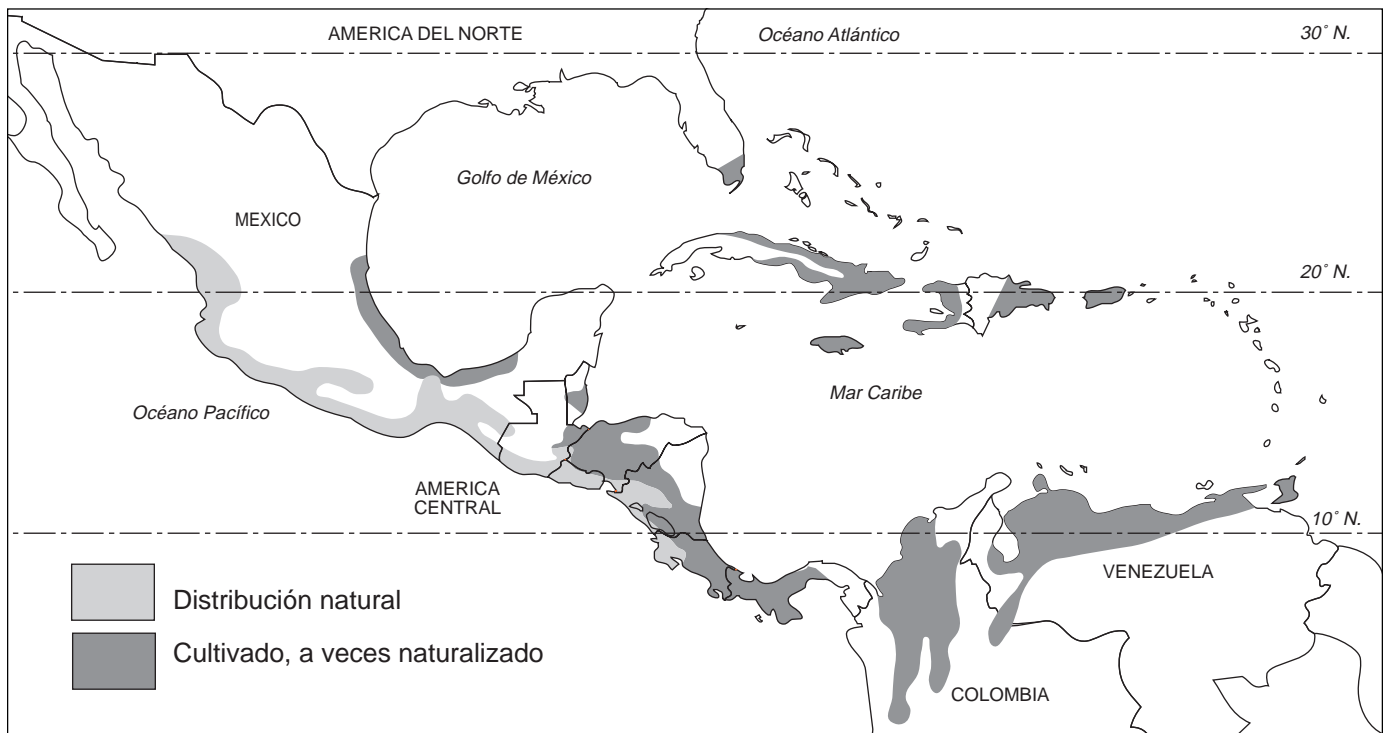 AMERICA DEL NORTE
Océano Atlántico
30° N.
Golfo de México
MEXICO
20° N.
Mar Caribe
Océano Pacífico
AMERICA
CENTRAL
10° N.
VENEZUELA
Distribución natural
Cultivado, a veces naturalizado
COLOMBIA